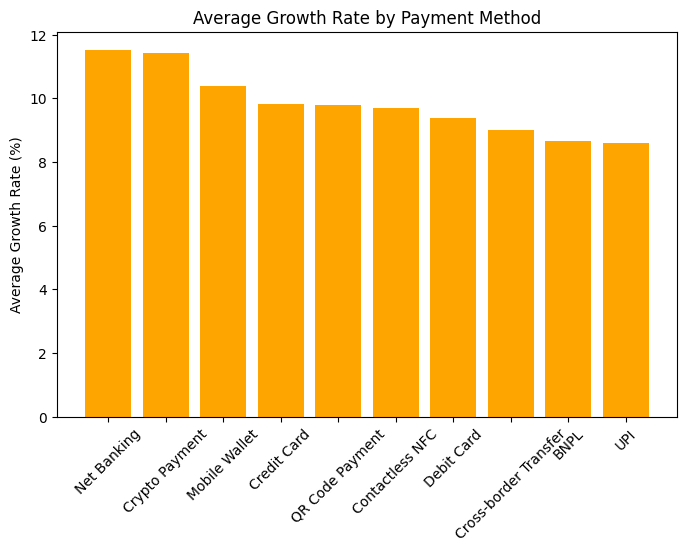 Average Growth Rate by Payment Method
Average Growth Rate (%)
12
10
8
6
4
2
0
Net Banking
Crypto Payment
Mobile Wallet
Credit Card
QR Code Payment
Contactless NFC
Debit Card
Cross-border Transfer
BNPL
UPI